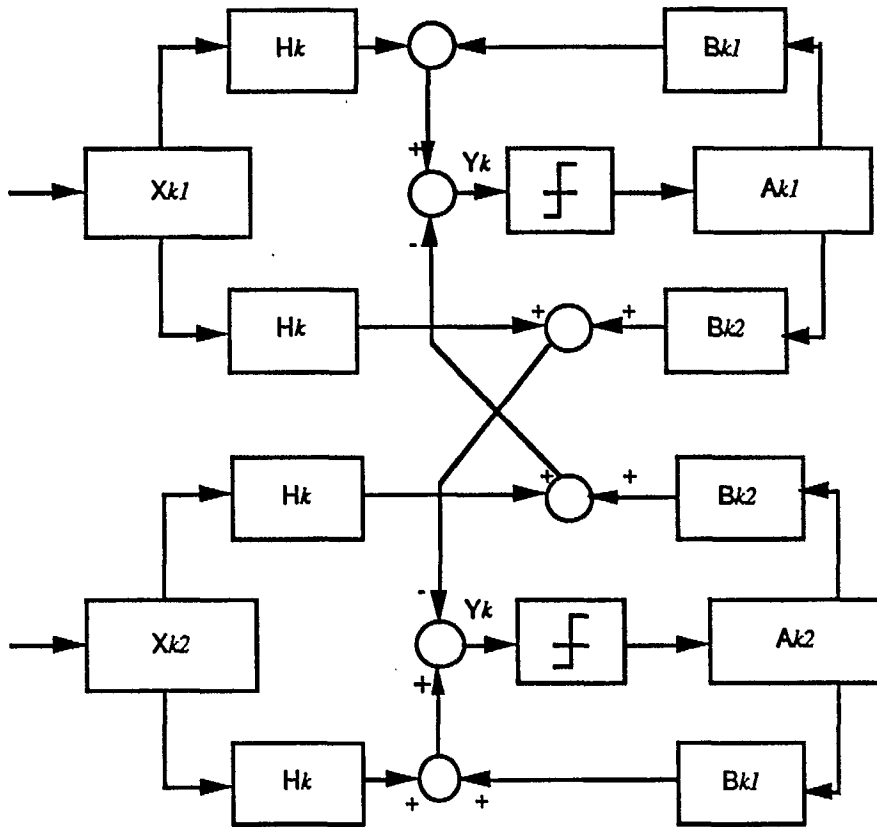 Hk
Bk1
+
Yk
Xk1
Ak1
-
Hk
+
+
Bk2
Hk
+
+
Bk2
-
Yk
Xk2
Ak2
+
Hk
+
+
Bk1